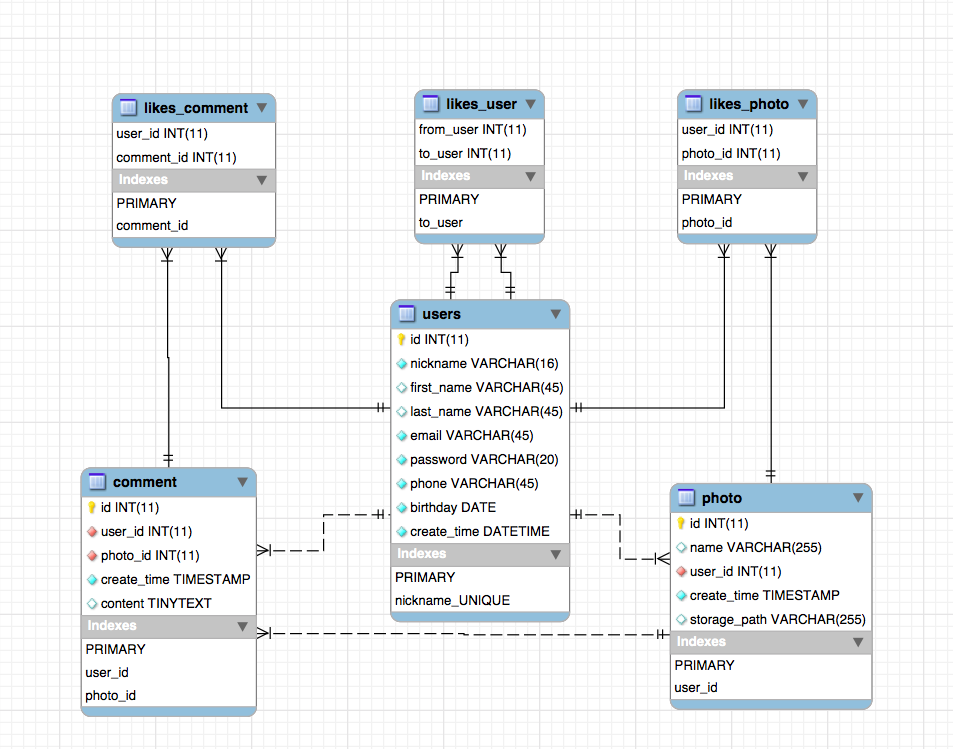 likes_comment
user_id INT(11)
comment_id INT(11)
Indexes
PRIMARY
comment_id
likes_user
from_user INT(11)
to_user INT(11)
Indexes
PRIMARY
to_user
likes_photo
user_id INT(11)
photo_id INT(11)
Indexes
PRIMARY
photo_id
users
id INT(11)
nickname VARCHAR(16)
first_name VARCHAR(45)
last_name VARCHAR(45)
email VARCHAR(45)
password VARCHAR(20)
phone VARCHAR(45)
birthday DATE
create_time DATETIME
Indexes
PRIMARY
nickname_UNIQUE
comment
id INT(11)
user_id INT(11)
photo_id INT(11)
create_time TIMESTAMP
content TINYTEXT
Indexes
PRIMARY
user_id
photo_id
photo
id INT(11)
name VARCHAR(255)
user_id INT(11)
create_time TIMESTAMP
storage_path VARCHAR(255)
Indexes
PRIMARY
user_id